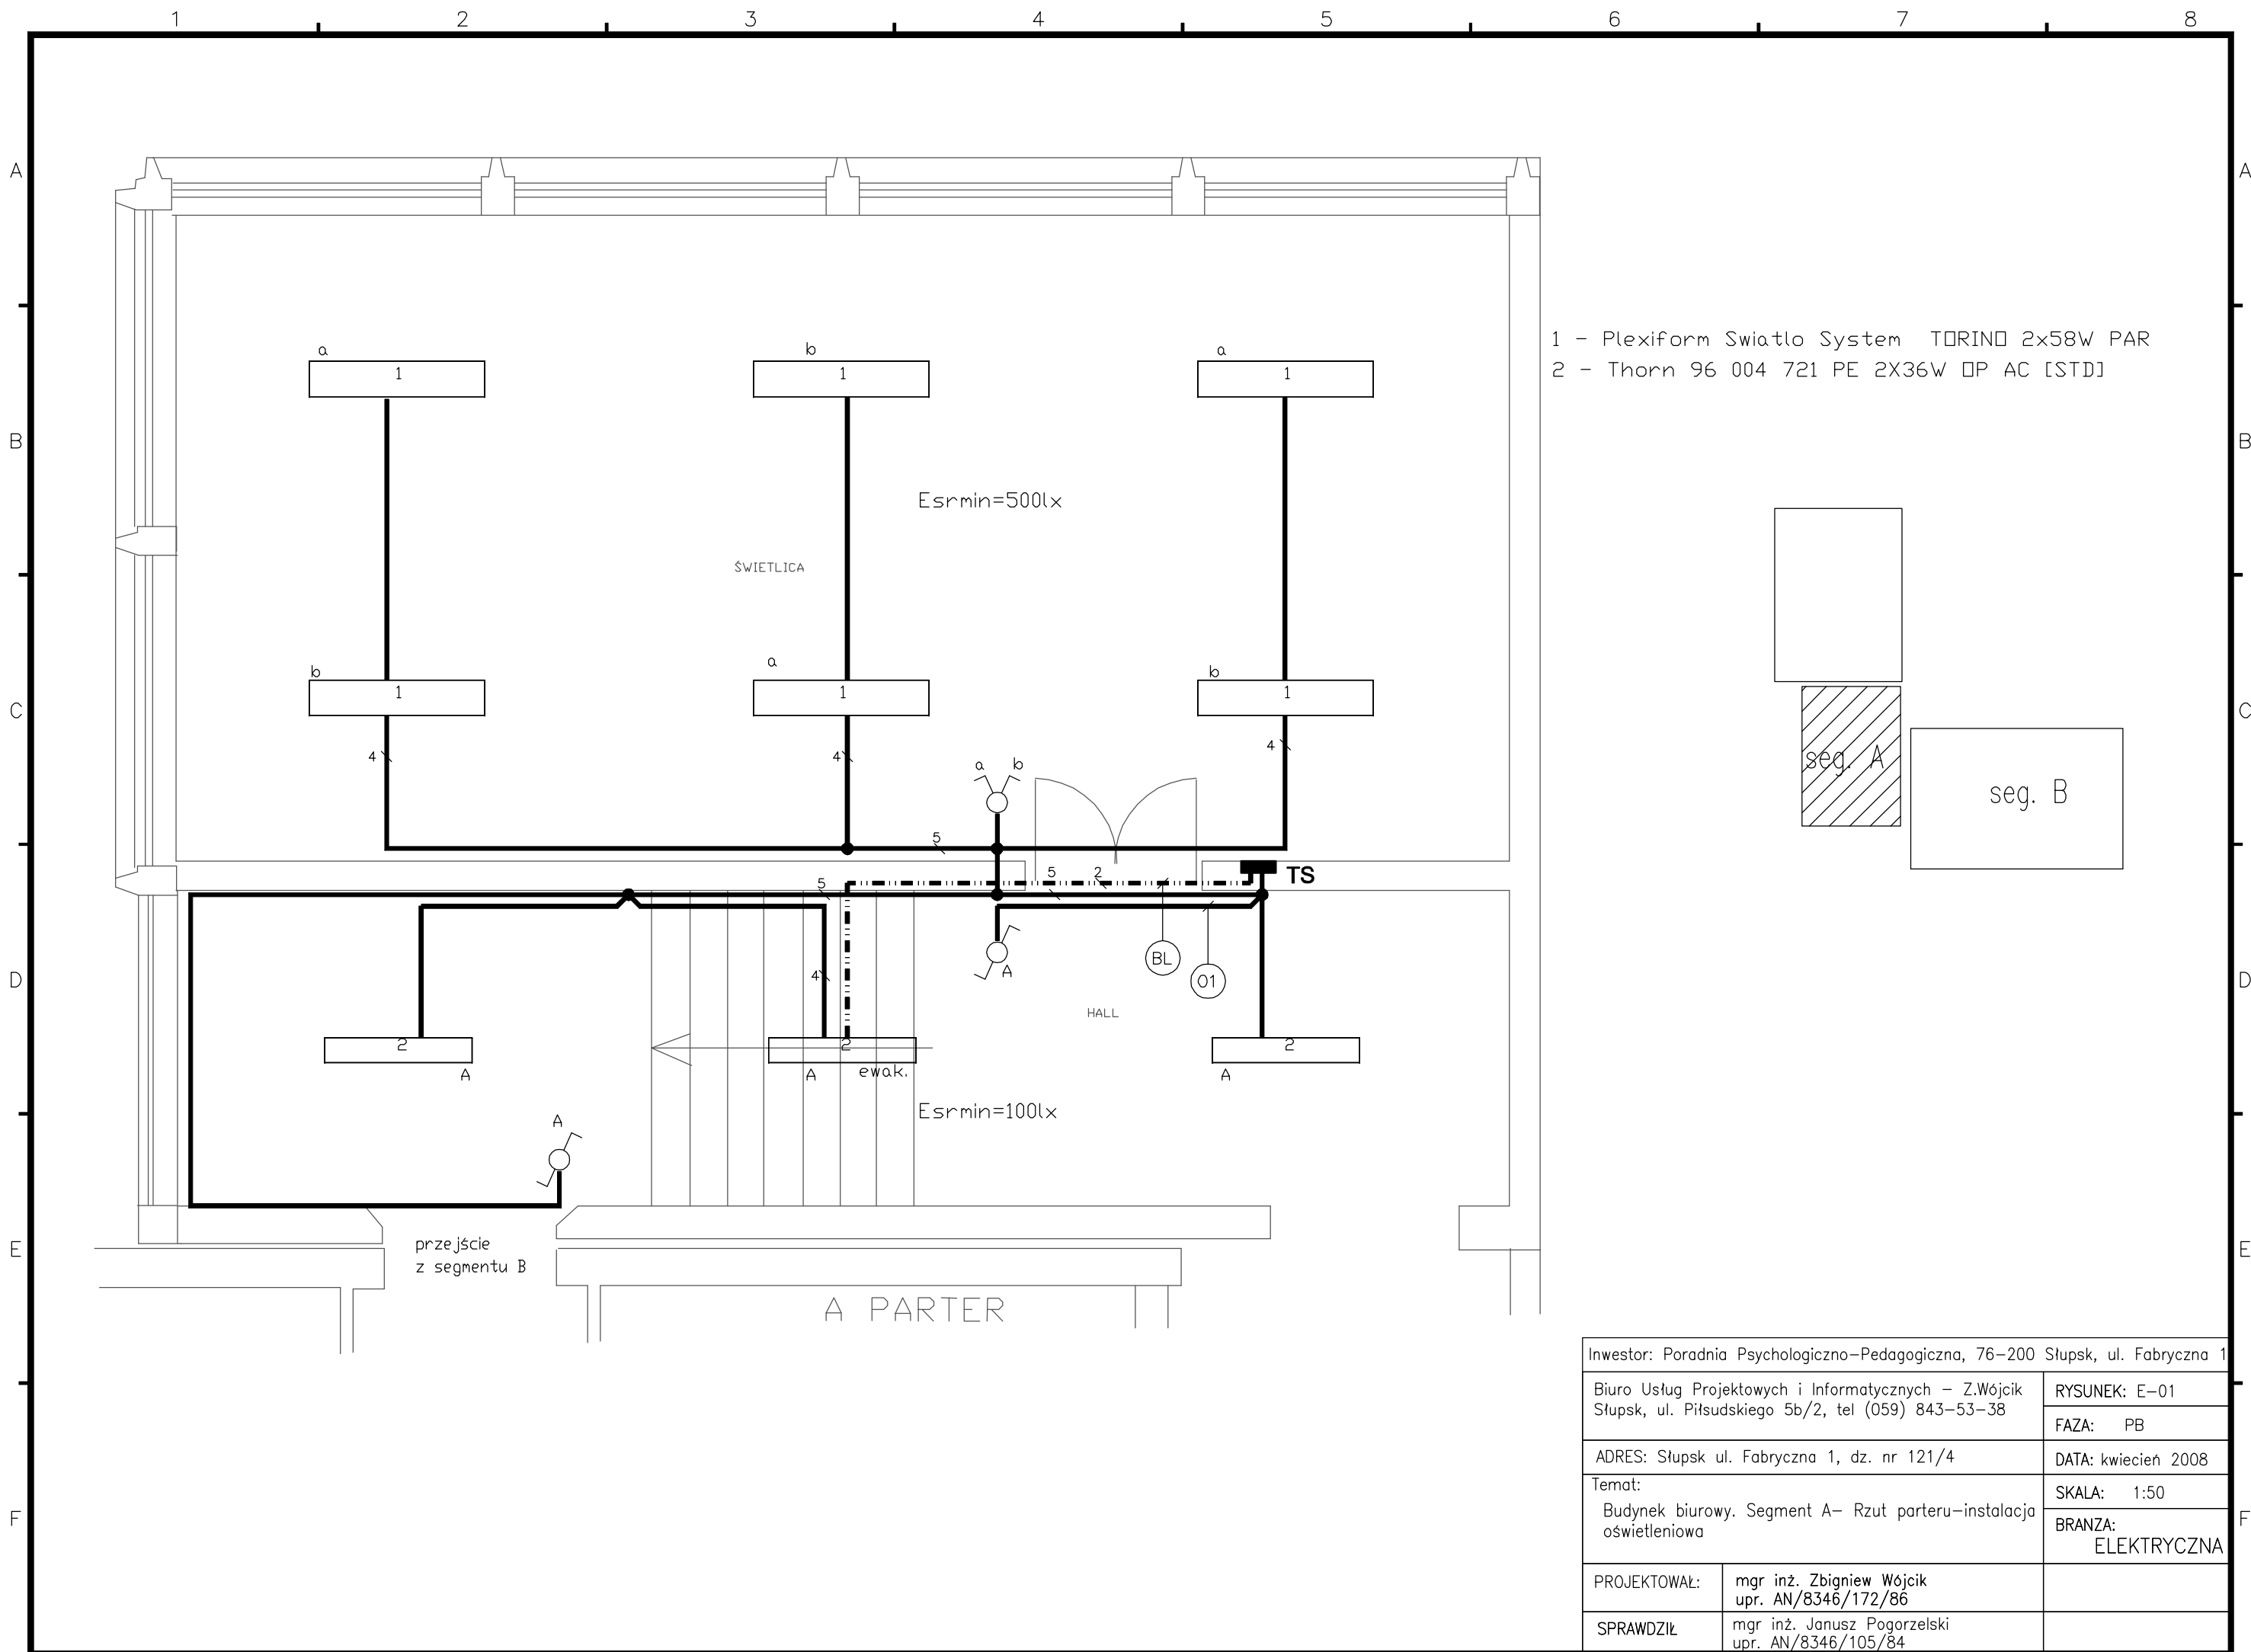 1 2 3 4 5 6 7 8
A A
1 - Plexiform Swiatlo System TORINO 2x58W PAR
2 - Thorn 96 004 721 PE 2X36W OP AC [STD]
a b a
1 1 1
B B
Esrmin=500lx
ŚWIETLICA
b a b
1 1 1
C C
4 4 4
a b
seg. A
seg. B
5
TS
5 5 2
BL
01
A
4
D D
HALL
2 2 2
A A ewak. A
Esrmin=100lx
A
przejście
z segmentu B
E E
A PARTER
Inwestor: Poradnia Psychologiczno-Pedagogiczna, 76-200 Słupsk, ul. Fabryczna 1
Biuro Usług Projektowych i Informatycznych - Z.Wójcik
Słupsk, ul. Piłsudskiego 5b/2, tel (059) 843-53-38
RYSUNEK: E-01
FAZA: PB
ADRES: Słupsk ul. Fabryczna 1, dz. nr 121/4
DATA: kwiecień 2008
Temat:
Budynek biurowy. Segment A- Rzut parteru-instalacja
oświetleniowa
SKALA: 1:50
BRANZA:
ELEKTRYCZNA
F F
PROJEKTOWAŁ: mgr inż. Zbigniew Wójcik
upr. AN/8346/172/86
SPRAWDZIŁ mgr inż. Janusz Pogorzelski
upr. AN/8346/105/84